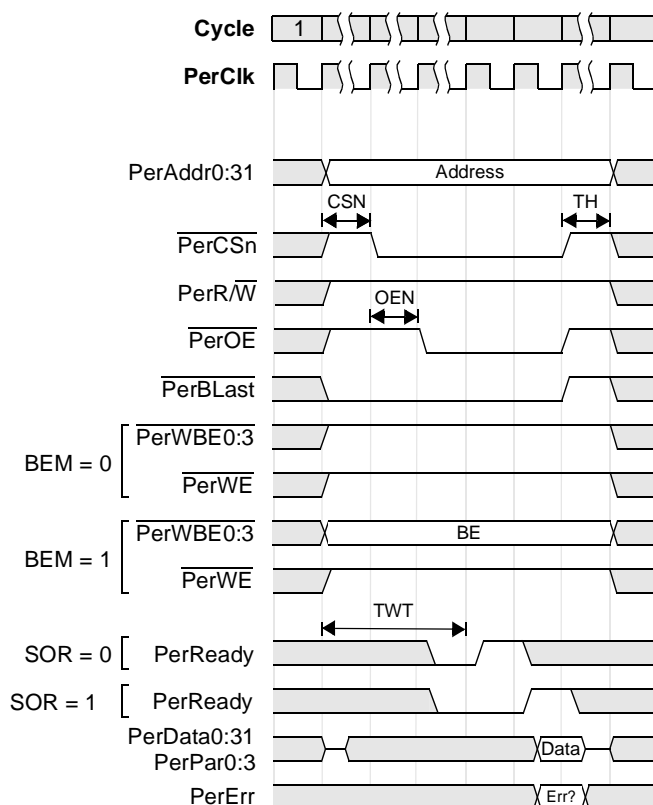 Cycle 1
PerClk
PerAddr0:31 Address
CSN TH
PerCSn
PerR/W
OEN
PerOE
PerBLast
BEM = 0 PerWBE0:3
PerWE
BEM = 1 PerWBE0:3 BE
PerWE
TWT
SOR = 0 PerReady
SOR = 1 PerReady
PerData0:31
PerPar0:3 Data
PerErr Err?